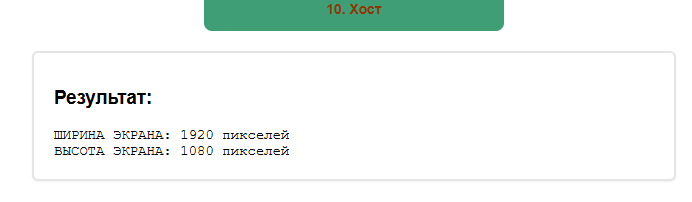 10. Хост
Результат:
ШИРИНА ЭКРАНА: 1920 пикселей
ВЫСОТА ЭКРАНА: 1080 пикселей